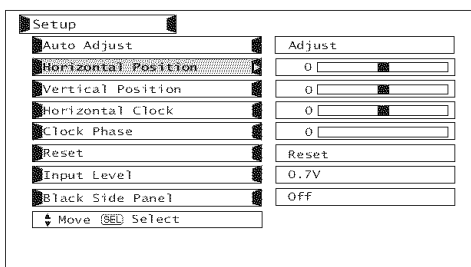 Setup
Auto Adjust Adjust
Horizontal Position 0
Vertical Position 0
Horizontal Clock 0
Clock Phase 0
Reset Reset
Input Level 0.7V
Black Side Panel Off
Move SEL Select